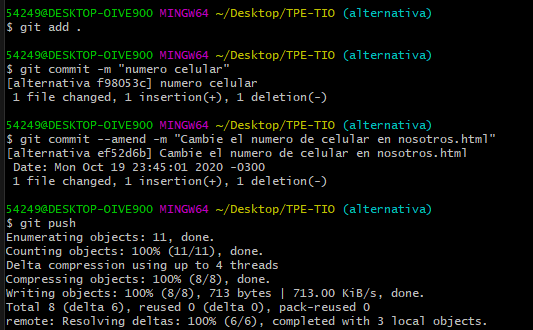 54249@DESKTOP-OIVE9OO MINGW64 ~/Desktop/TPE-TIO (alternativa)
$ git add .
54249@DESKTOP-OIVE9OO MINGW64 ~/Desktop/TPE-TIO (alternativa)
$ git commit -m "numero celular"
[alternativa f98053c] numero celular
 1 file changed, 1 insertion(+), 1 deletion(-)
54249@DESKTOP-OIVE9OO MINGW64 ~/Desktop/TPE-TIO (alternativa)
$ git commit --amend -m "Cambie el numero de celular en nosotros.html"
[alternativa ef52d6b] Cambie el numero de celular en nosotros.html
 Date: Mon Oct 19 23:45:01 2020 -0300
 1 file changed, 1 insertion(+), 1 deletion(-)
54249@DESKTOP-OIVE9OO MINGW64 ~/Desktop/TPE-TIO (alternativa)
$ git push
Enumerating objects: 11, done.
Counting objects: 100% (11/11), done.
Delta compression using up to 4 threads
Compressing objects: 100% (8/8), done.
Writing objects: 100% (8/8), 713 bytes | 713.00 KiB/s, done.
Total 8 (delta 6), reused 0 (delta 0), pack-reused 0
remote: Resolving deltas: 100% (6/6), completed with 3 local objects.